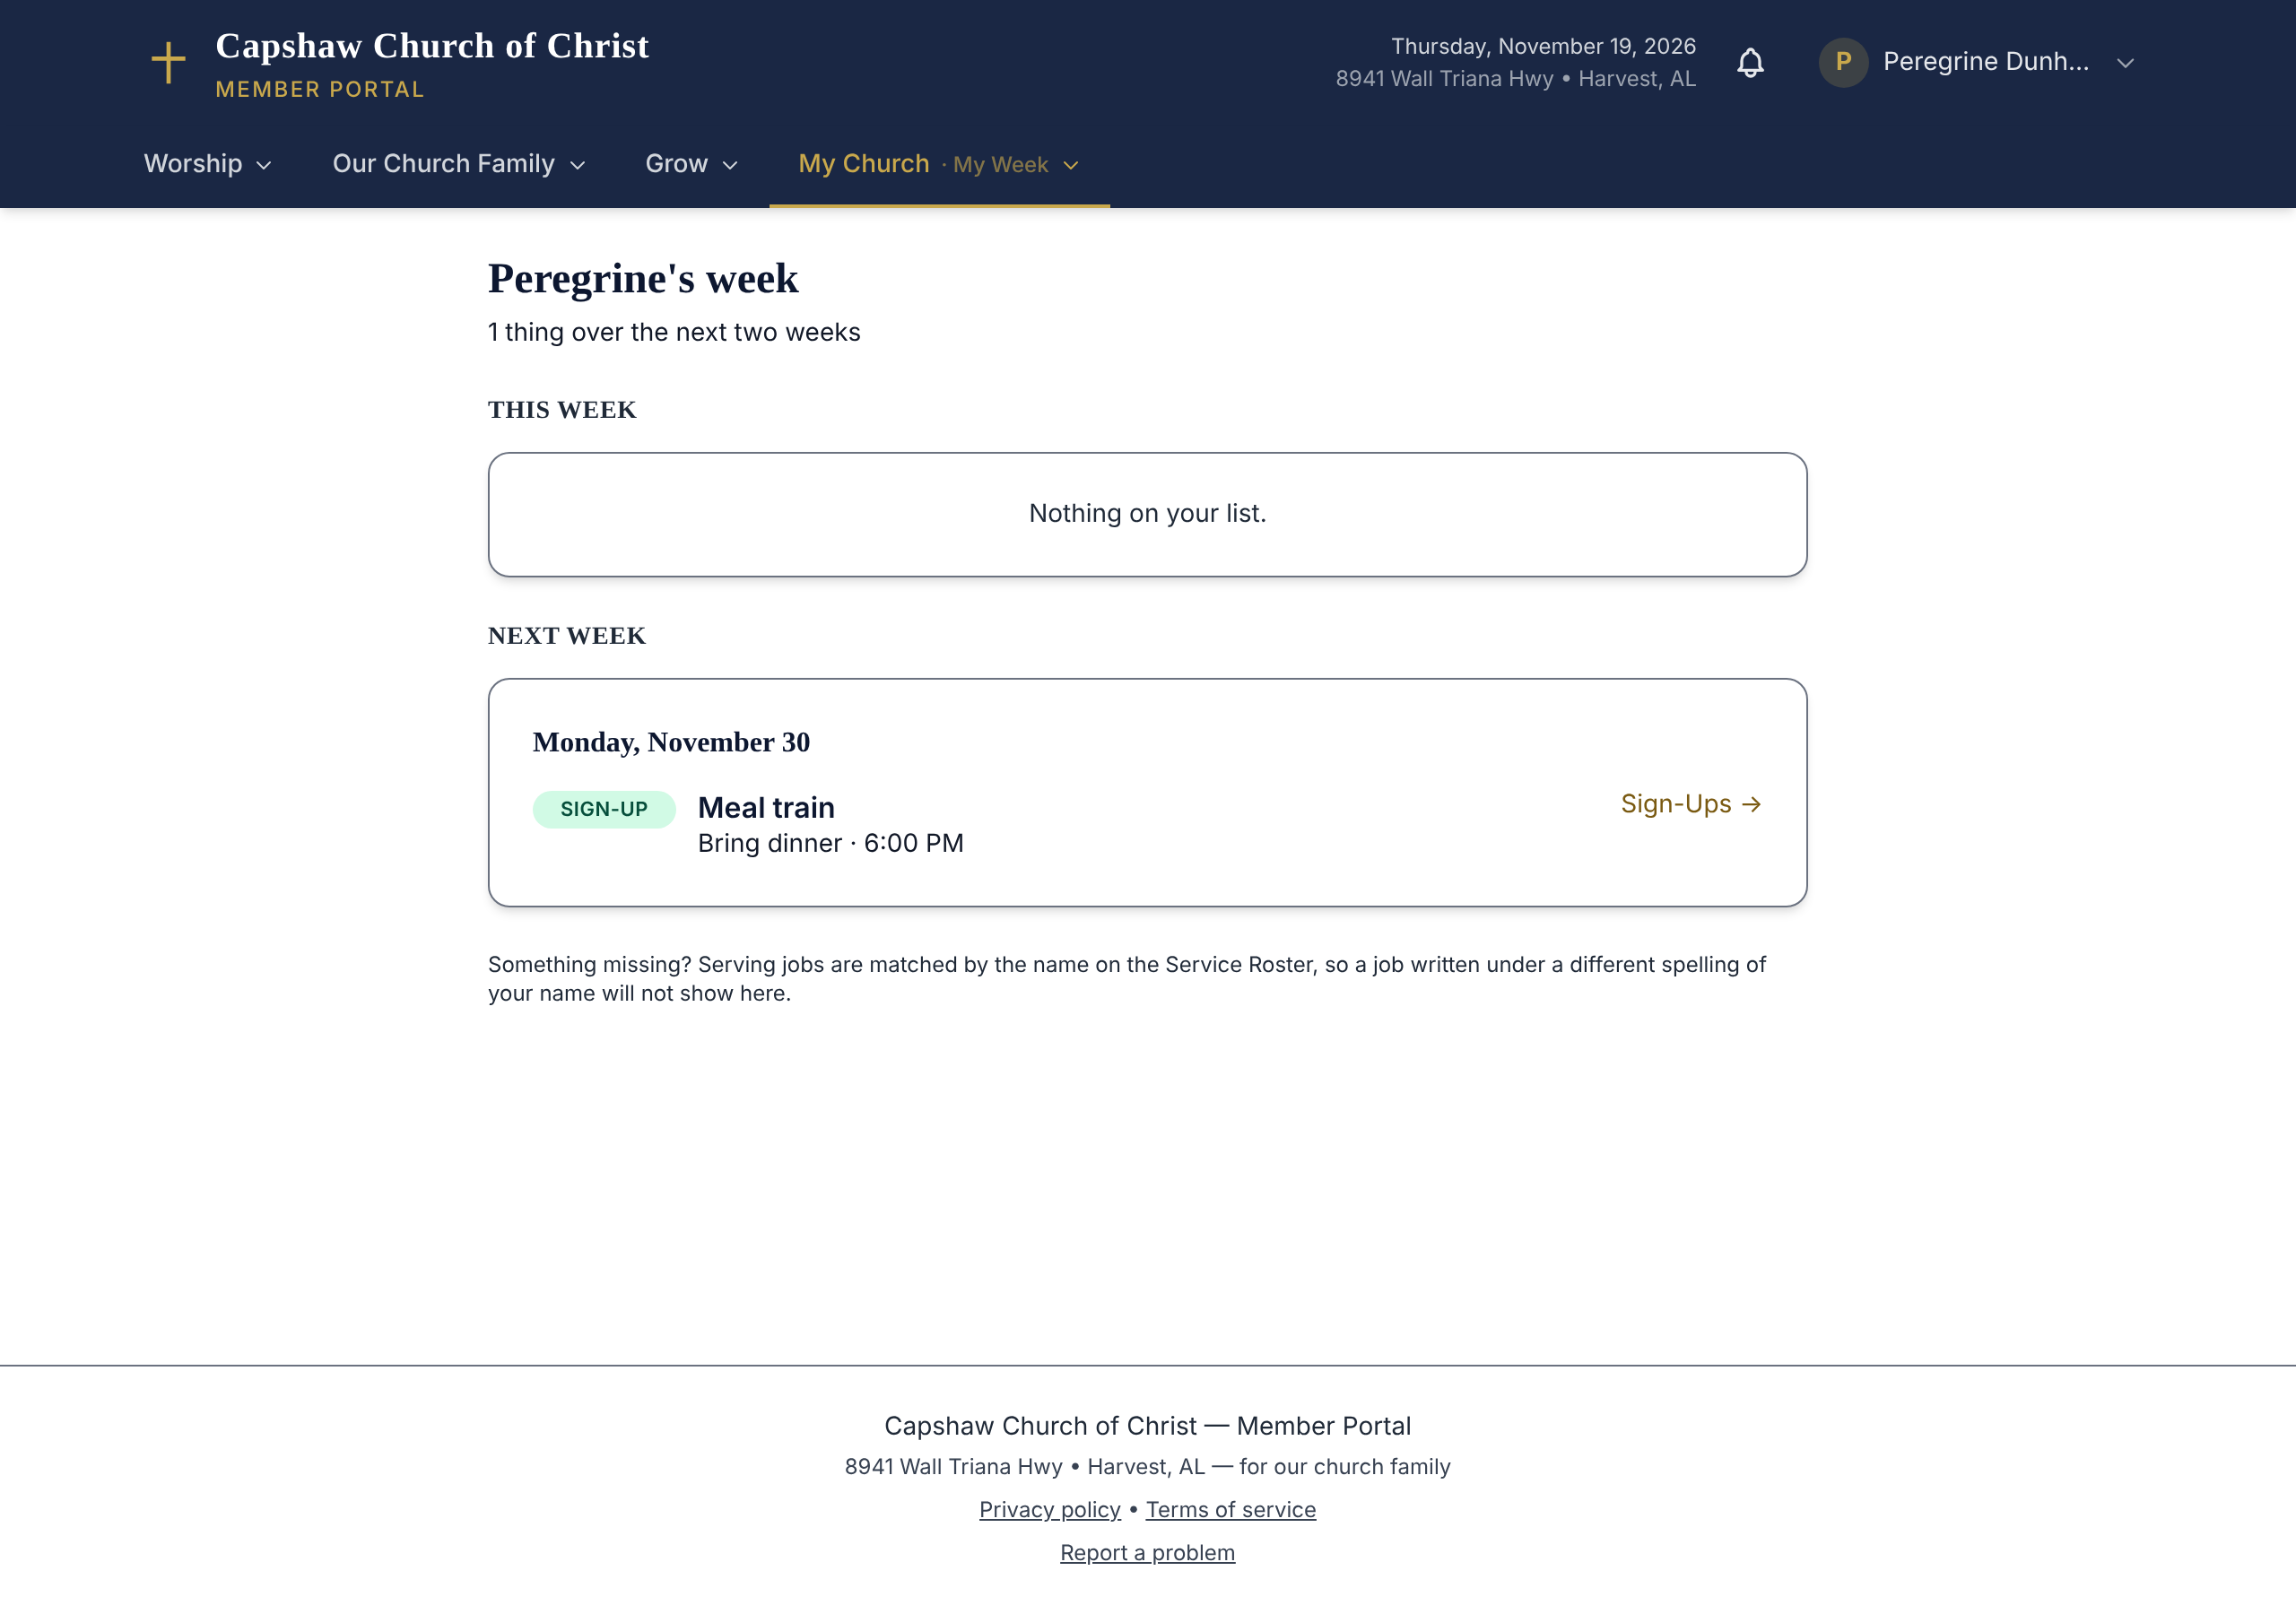 Capshaw Church of Christ
MEMBER PORTAL
Thursday, November 19, 2026
8941 Wall Triana Hwy • Harvest, AL
P
Peregrine Dunh...
Worship
Our Church Family
Grow
My Church · My Week
Peregrine's week
1 thing over the next two weeks
THIS WEEK
Nothing on your list.
NEXT WEEK
Monday, November 30
SIGN-UP
Meal train
Sign-Ups →
Bring dinner · 6:00 PM
Something missing? Serving jobs are matched by the name on the Service Roster, so a job written under a different spelling of
your name will not show here.
Capshaw Church of Christ — Member Portal
8941 Wall Triana Hwy • Harvest, AL — for our church family
Privacy policy • Terms of service
Report a problem